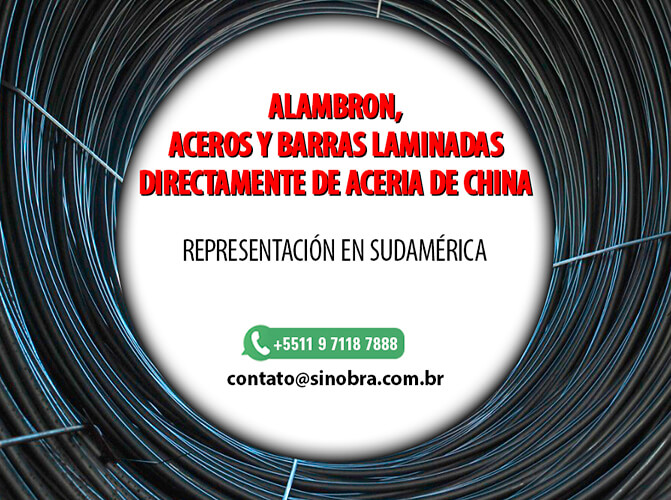 ALAMBRON,
ACEROS Y BARRAS LAMINADAS
DIRECTAMENTE DE ACERIA DE CHINA
REPRESENTACIÓN EN SUDAMÉRICA
+5511 9 7118 7888
contato@sinobra.com.br